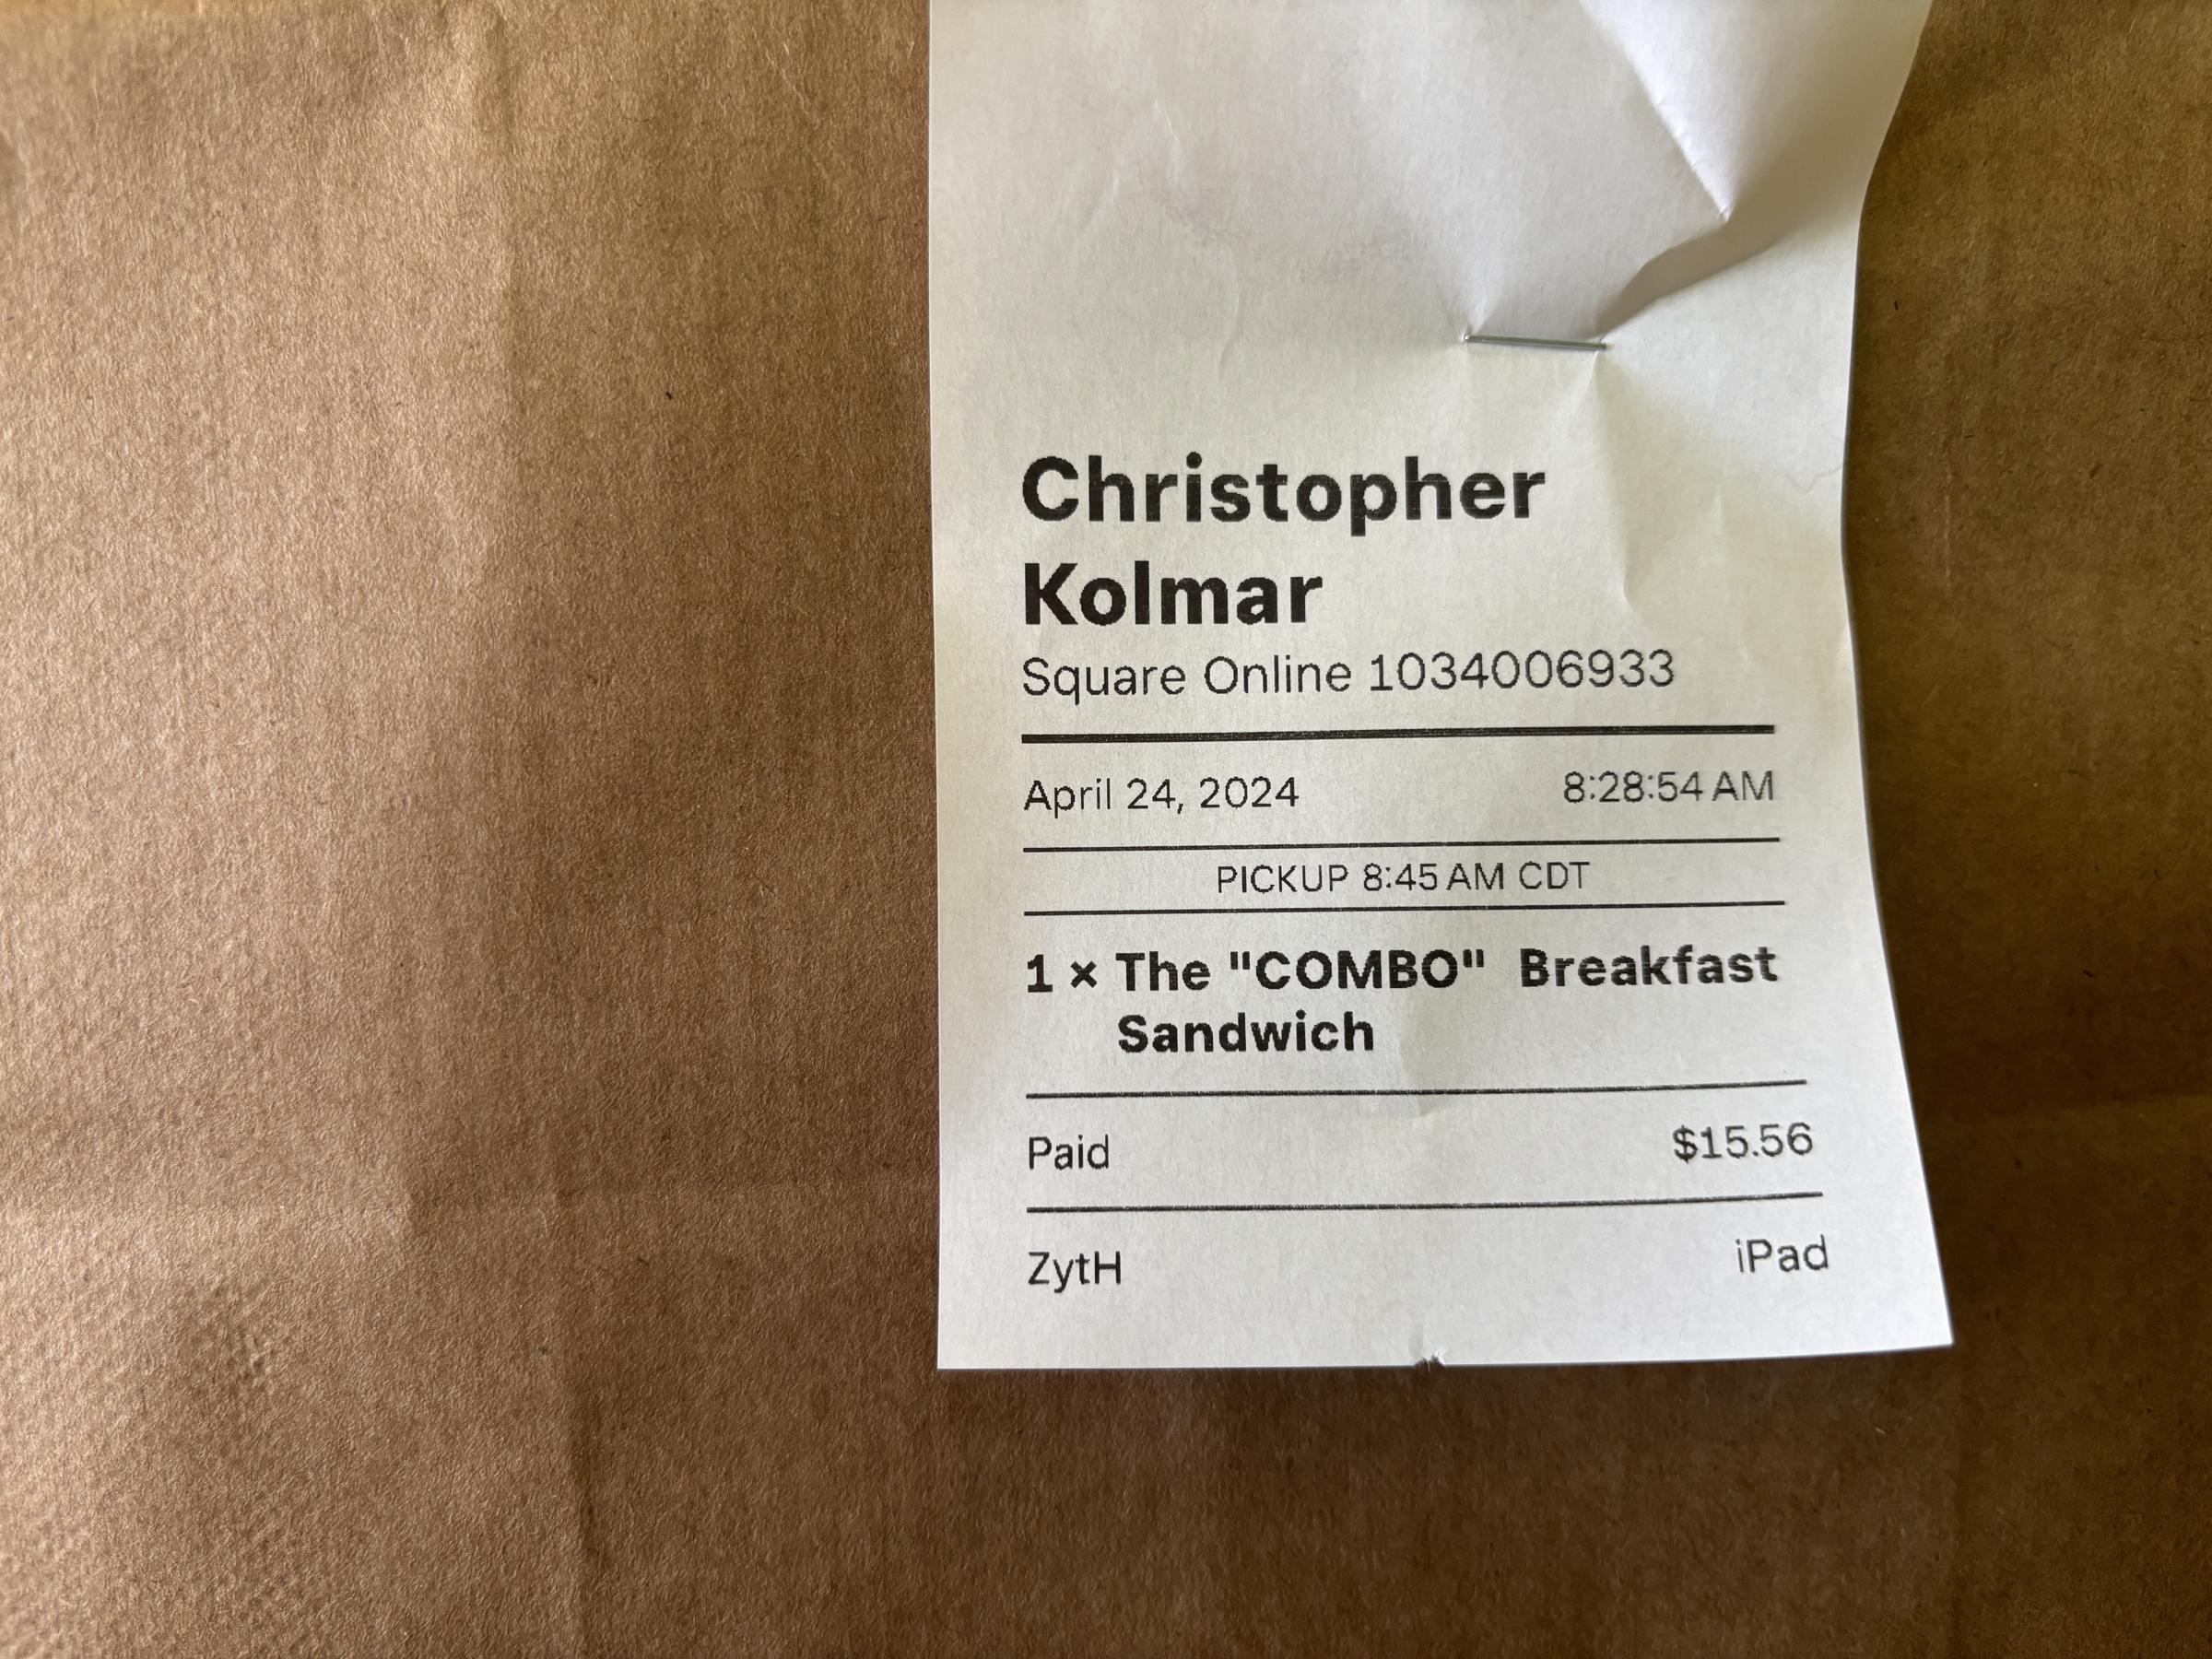 Christopher
Kolmar
Square Online 1034006933
April 24, 2024 8:28:54 AM
PICKUP 8:45 AM CDT
1 × The "COMBO" Breakfast
Sandwich
Paid $15.56
ZytH iPad